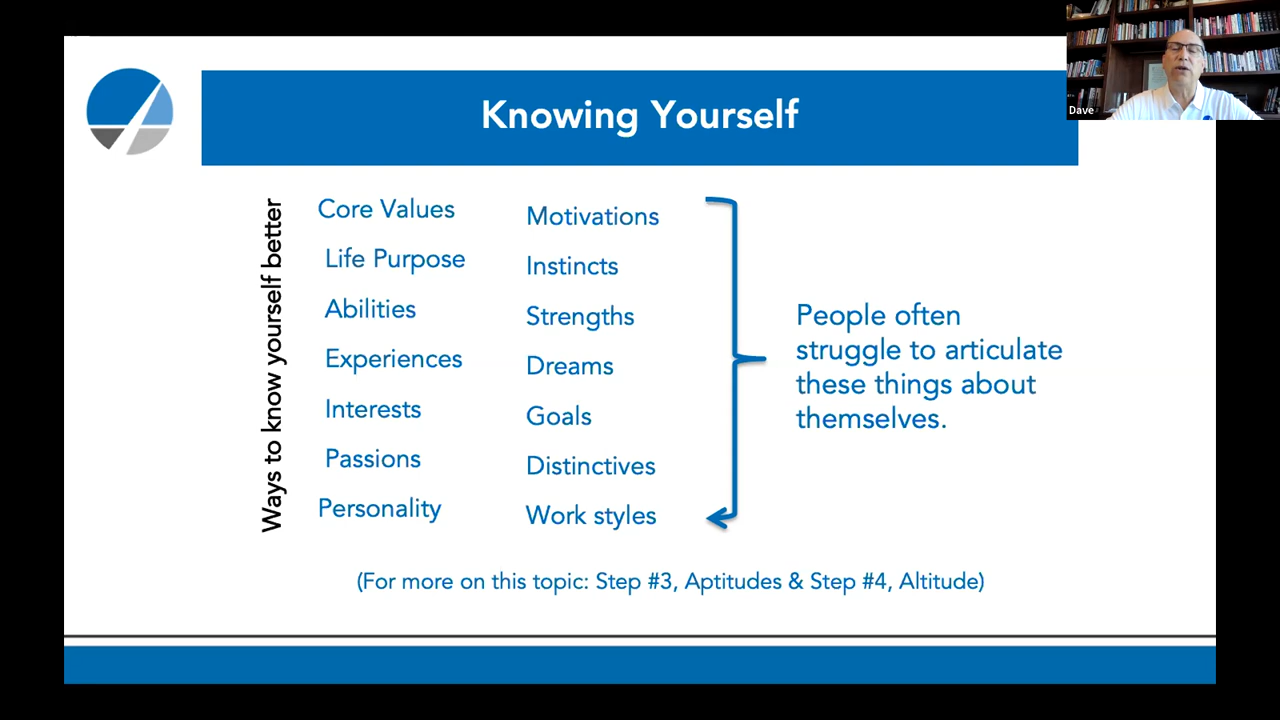 Knowing Yourself
Dave
Ways to know yourself better
Core Values
Life Purpose
Abilities
Experiences
Interests
Passions
Personality
Motivations
Instincts
Strengths
Dreams
Goals
Distinctives
Work styles
People often
struggle to articulate
these things about
themselves.
(For more on this topic: Step #3, Aptitudes & Step #4, Altitude)